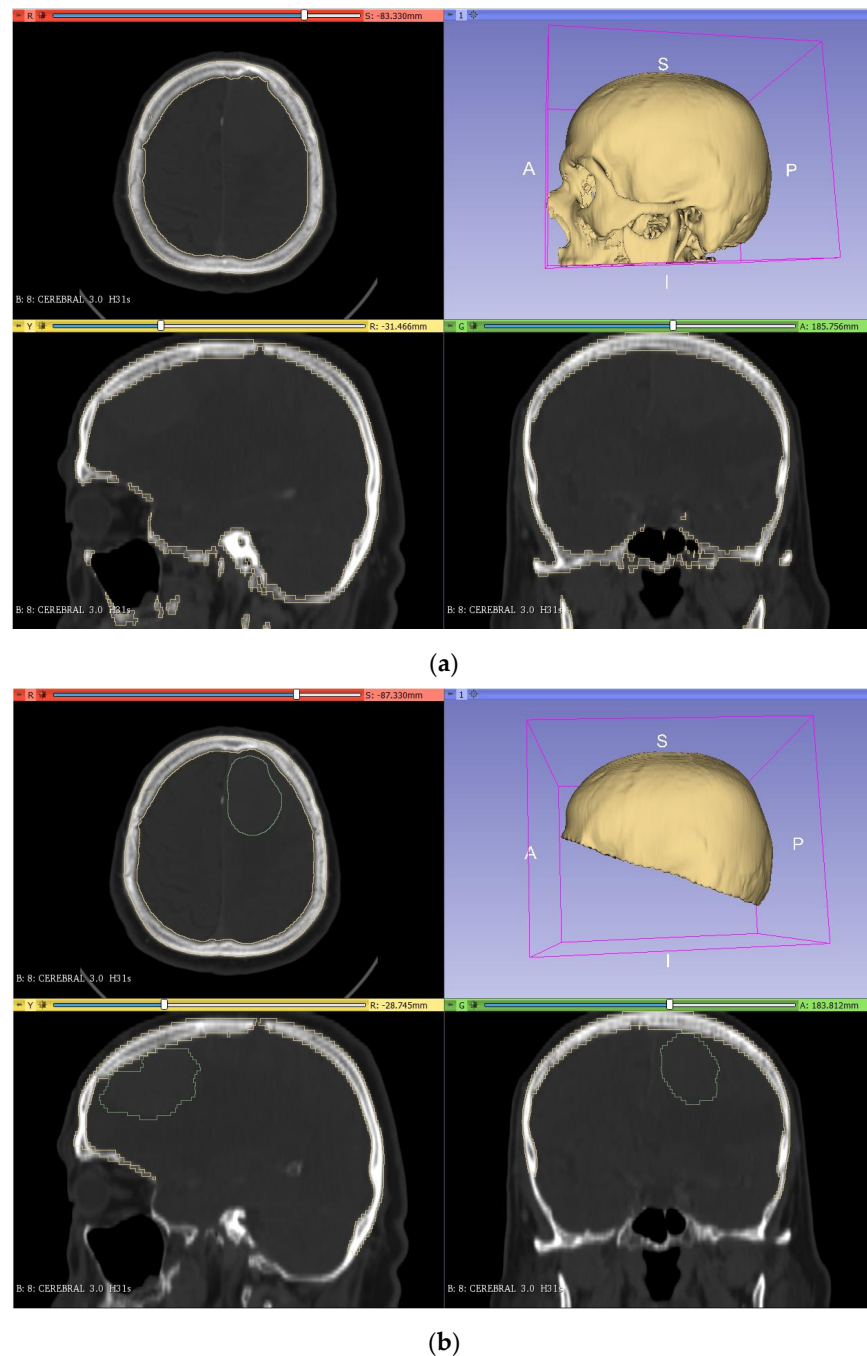 R S: -83.330mm
1
S
A
P
I
B: 8: CEREBRAL 3.0 H31s
Y R: -31.466mm
G A: 185.756mm
B: 8: CEREBRAL 3.0 H31s
B: 8: CEREBRAL 3.0 H31s
(a)
R S: -87.330mm
1
S
A
P
I
B: 8: CEREBRAL 3.0 H31s
Y R: -28.745mm
G A: 183.812mm
B: 8: CEREBRAL 3.0 H31s
B: 8: CEREBRAL 3.0 H31s
(b)